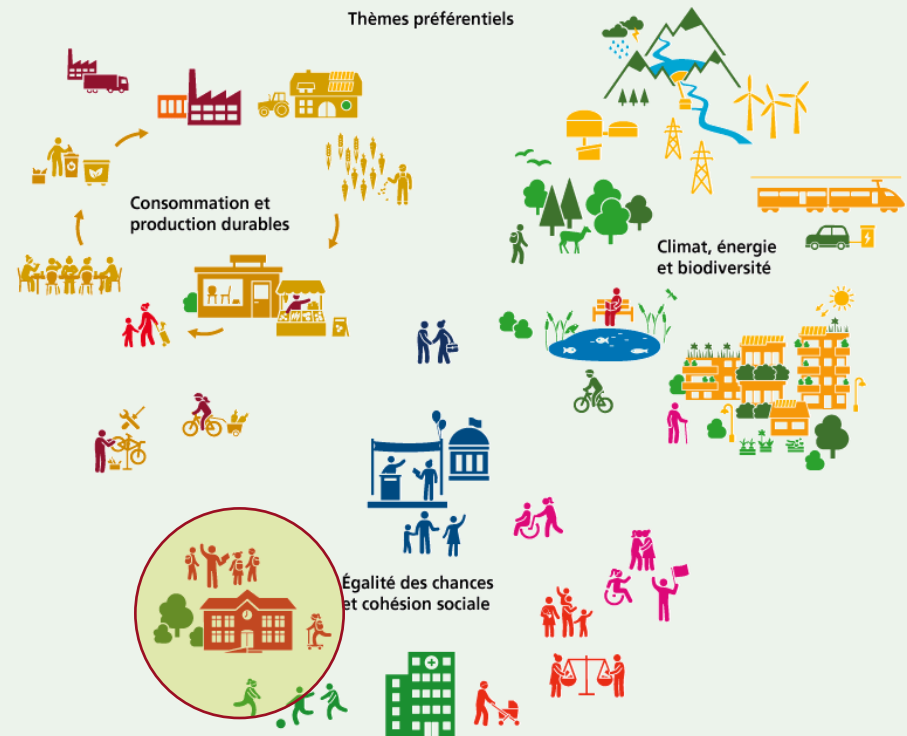 Thèmes préférentiels
Consommation et
production durables
Climat, énergie
et biodiversité
Égalité des chances
et cohésion sociale